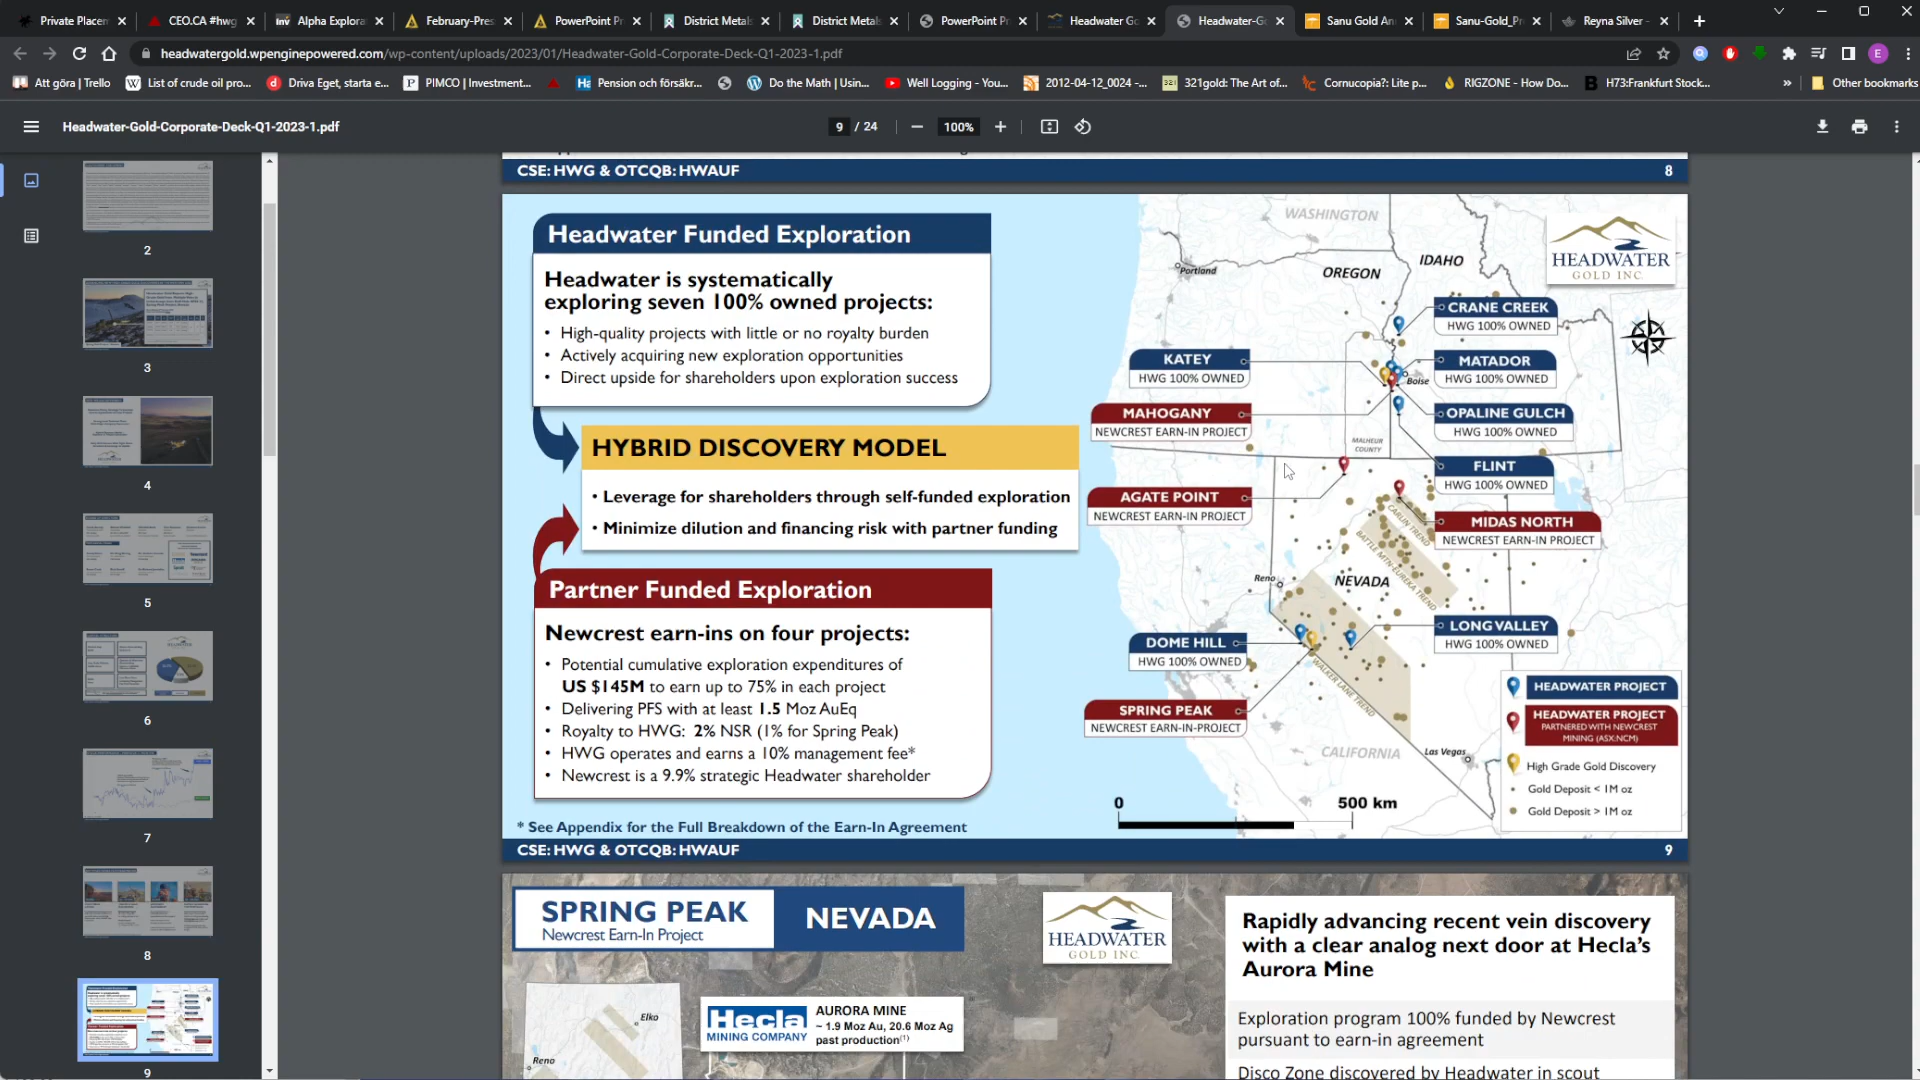 Private Placem
CEO.CA #hwg
Alpha Explora
February-Pres
PowerPoint P
District Metals
District Metals
PowerPoint P
Headwater Go
Headwater-Go
Sanu Gold An
Sanu-Gold_Pr
Reyna Silver -
headwatergold.wpenginepowered.com/wp-content/uploads/2023/01/Headwater-Gold-Corporate-Deck-Q1-2023-1.pdf
Att göra | Trello
List of crude oil pro...
Driva Eget, starta e...
PIMCO | Investment...
Pension och försäkr...
Do the Math | Usin...
Well Logging - You...
2012-04-12_0024 -...
321gold: The Art of...
Cornucopia?: Lite p...
RIGZONE - How Do...
H73:Frankfurt Stock...
»
Other bookmarks
Headwater-Gold-Corporate-Deck-Q1-2023-1.pdf
9 / 24
100%
2
3
4
5
6
7
8
9
CSE: HWG & OTCQB: HWAUF
8
Headwater Funded Exploration
Headwater is systematically
exploring seven 100% owned projects:
• High-quality projects with little or no royalty burden
• Actively acquiring new exploration opportunities
• Direct upside for shareholders upon exploration success
HYBRID DISCOVERY MODEL
• Leverage for shareholders through self-funded exploration
• Minimize dilution and financing risk with partner funding
Partner Funded Exploration
Newcrest earn-ins on four projects:
• Potential cumulative exploration expenditures of
US $145M to earn up to 75% in each project
• Delivering PFS with at least 1.5 Moz AuEq
• Royalty to HWG: 2% NSR (1% for Spring Peak)
• HWG operates and earns a 10% management fee*
• Newcrest is a 9.9% strategic Headwater shareholder
* See Appendix for the Full Breakdown of the Earn-In Agreement
WASHINGTON
Portland
OREGON
IDAHO
HEADWATER
GOLD INC.
CRANE CREEK
HWG 100% OWNED
KATEY
HWG 100% OWNED
MATADOR
HWG 100% OWNED
Boise
MAHOGANY
NEWCREST EARN-IN PROJECT
OPALINE GULCH
HWG 100% OWNED
MALHEUR
COUNTY
FLINT
HWG 100% OWNED
AGATE POINT
NEWCREST EARN-IN PROJECT
CARLIN TREND
MIDAS NORTH
NEWCREST EARN-IN PROJECT
BATTLE MTN-EUREKA TREND
Reno
NEVADA
LONG VALLEY
HWG 100% OWNED
DOME HILL
HWG 100% OWNED
WALKER LANE TREND
SPRING PEAK
NEWCREST EARN-IN-PROJECT
CALIFORNIA
Las Vegas
HEADWATER PROJECT
HEADWATER PROJECT
PARTNERED WITH NEWCREST
MINING (ASX:NCM)
High Grade Gold Discovery
Gold Deposit < 1M oz
Gold Deposit > 1M oz
0
500 km
CSE: HWG & OTCQB: HWAUF
9
SPRING PEAK
Newcrest Earn-In Project
NEVADA
HEADWATER
GOLD INC.
Elko
Reno
Hecla
MINING COMPANY
AURORA MINE
~ 1.9 Moz Au, 20.6 Moz Ag
past production(1)
Rapidly advancing recent vein discovery
with a clear analog next door at Hecla's
Aurora Mine
Exploration program 100% funded by Newcrest
pursuant to earn-in agreement
Disco Zone discovered by Headwater in scout